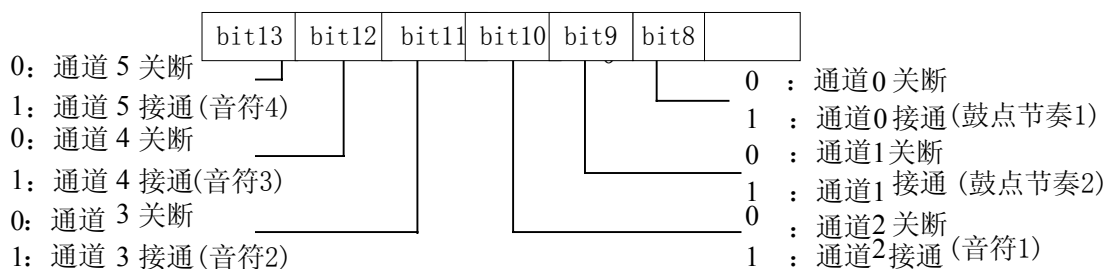 bit13 bit12 bit11 bit10 bit9 bit8
0: 通道 5 关断
1: 通道 5 接通(音符4)
0: 通道 4 关断
1: 通道 4 接通(音符3)
0: 通道 3 关断
1: 通道 3 接通(音符2)
0 : 通道0 关断
1 : 通道0 接通(鼓点节奏1)
0 : 通道1关断
1 : 通道1 接通 (鼓点节奏2)
0 : 通道2 关断
1 : 通道2接通 (音符1)